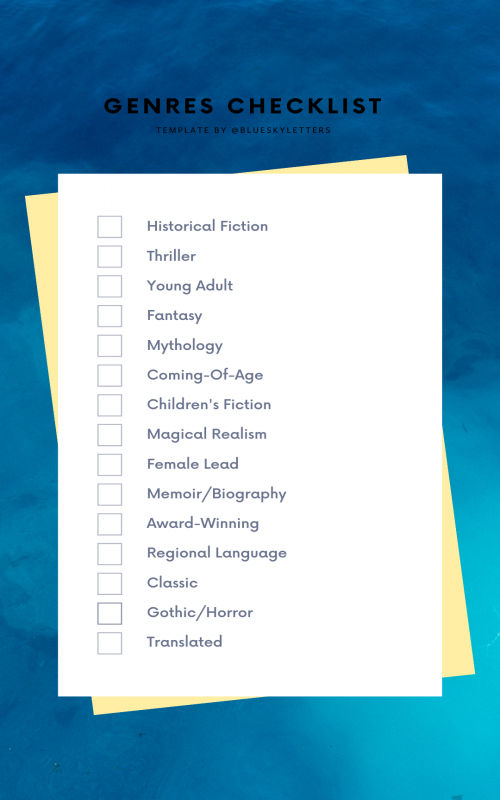 GENRES CHECKLIST
TEMPLATE BY @BLUESKYLETTERS
Historical Fiction
Thriller
Young Adult
Fantasy
Mythology
Coming-Of-Age
Children's Fiction
Magical Realism
Female Lead
Memoir/Biography
Award-Winning
Regional Language
Classic
Gothic/Horror
Translated